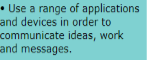 • Use a range of applications
and devices in order to
communicate ideas, work
and messages.